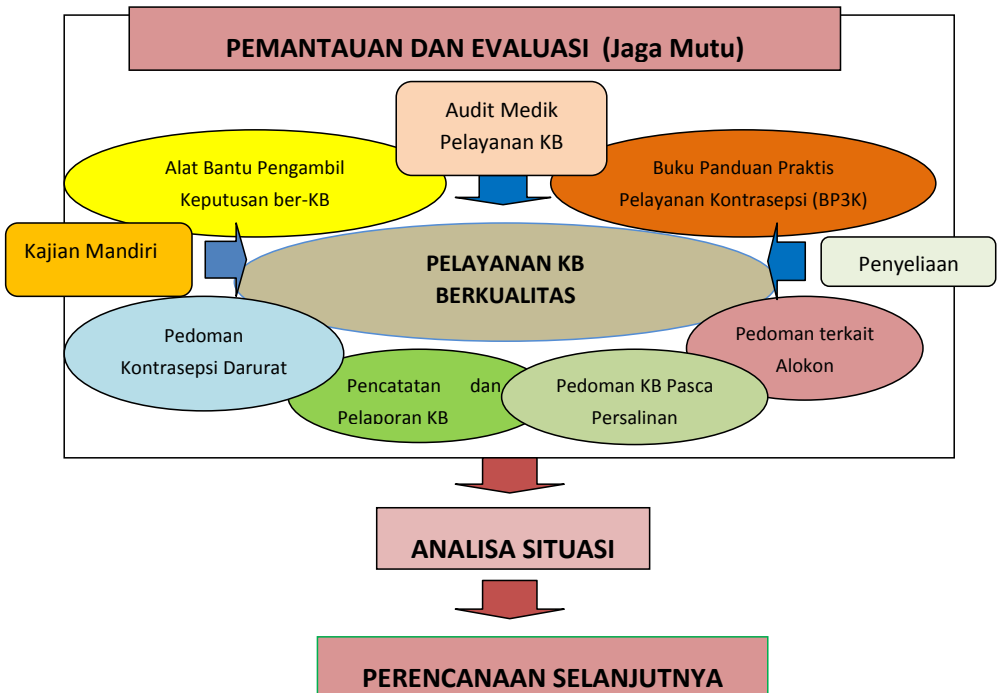 PEMANTAUAN DAN EVALUASI (Jaga Mutu)
Audit Medik
Pelayanan KB
Alat Bantu Pengambil
Keputusan ber-KB
Buku Panduan Praktis
Pelayanan Kontrasepsi (BP3K)
Kajian Mandiri
PELAYANAN KB
BERKUALITAS
Penyeliaan
Pedoman
Kontrasepsi Darurat
Pencatatan dan
Pelaporan KB
Pedoman KB Pasca
Persalinan
Pedoman terkait
Alokon
ANALISA SITUASI
PERENCANAAN SELANJUTNYA